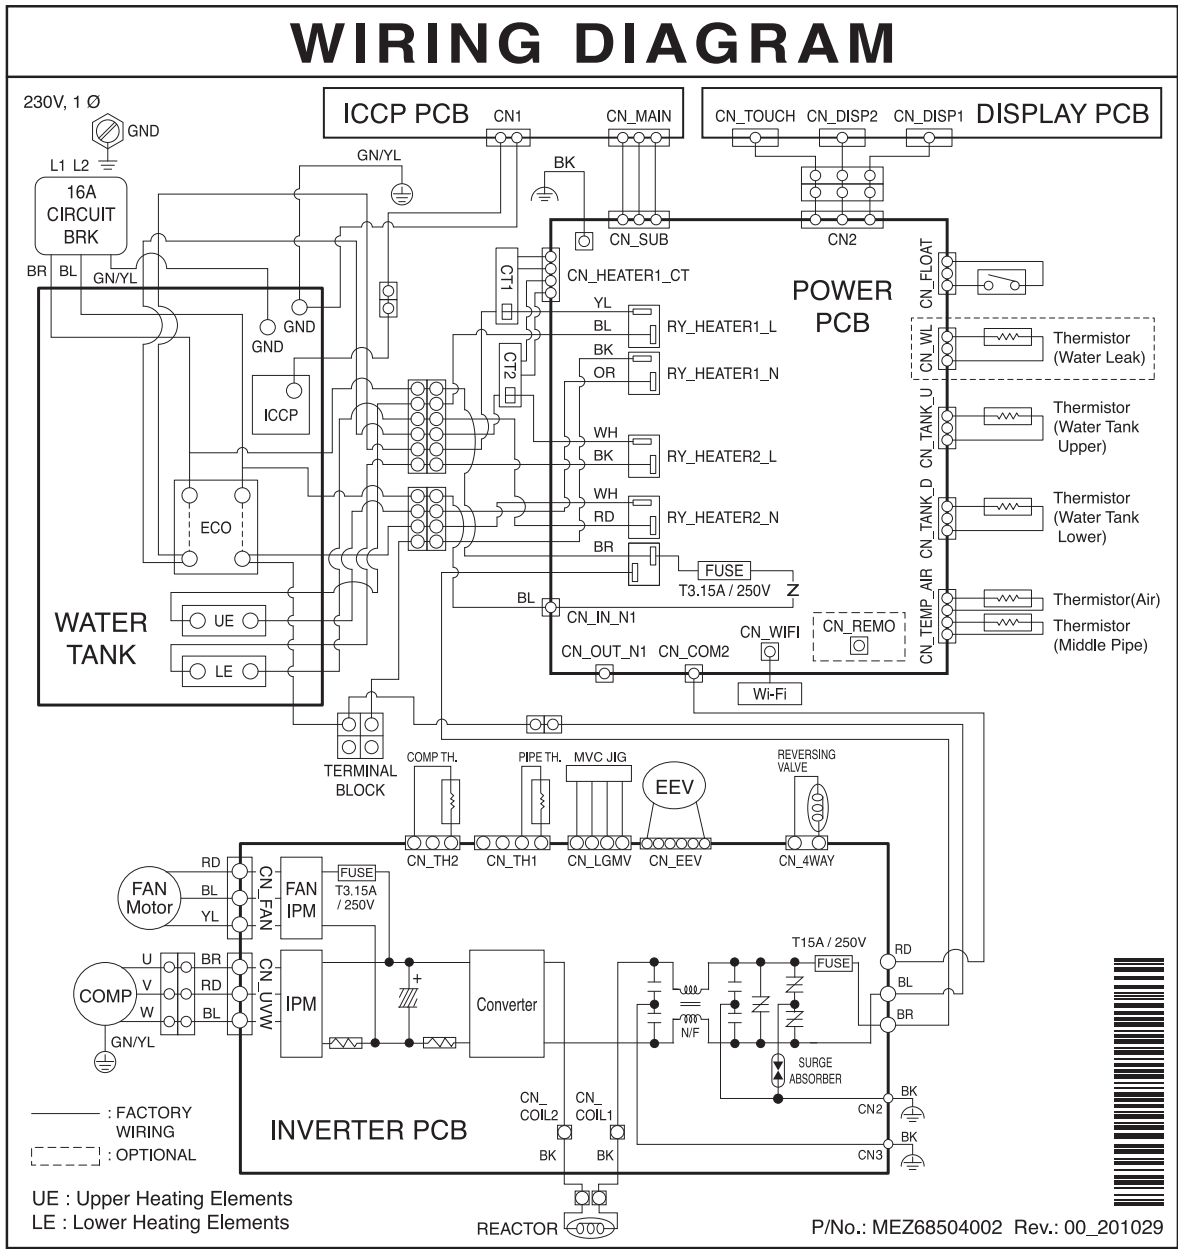 WIRING DIAGRAM
230V, 1 Ø
GND
L1 L2
16A
CIRCUIT
BRK
BR
BL
GN/YL
GN/YL
ICCP PCB
CN1
CN_MAIN
CN_TOUCH
CN_DISP2
CN_DISP1
DISPLAY PCB
BK
CN_SUB
CN2
CT1
CN_HEATER1_CT
POWER
PCB
CN_FLOAT
GND
GND
ICCP
YL
BL
RY_HEATER1_L
CT2
BK
OR
RY_HEATER1_N
CN_WL
Thermistor
(Water Leak)
CN_TANK_U
Thermistor
(Water Tank
Upper)
WH
BK
RY_HEATER2_L
CN_TANK_D
Thermistor
(Water Tank
Lower)
WH
RD
RY_HEATER2_N
ECO
BR
FUSE
T3.15A / 250V
N
BL
CN_IN_N1
CN_TEMP_AIR
Thermistor(Air)
Thermistor
(Middle Pipe)
WATER
TANK
UE
LE
CN_OUT_N1
CN_COM2
CN_WIFI
Wi-Fi
CN_REMO
TERMINAL
BLOCK
COMP TH.
PIPE TH.
MVC JIG
EEV
REVERSING
VALVE
CN_TH2
CN_TH1
CN_LGMV
CN_EEV
CN_4WAY
FAN
Motor
RD
BL
YL
CN_FAN
FAN
IPM
FUSE
T3.15A
/ 250V
COMP
U
V
W
BR
RD
BL
GN/YL
CN_UVW
IPM
+
Converter
N/F
T15A / 250V
FUSE
RD
BL
BR
SURGE
ABSORBER
CN2
BK
CN3
BK
CN_
COIL2
CN_
COIL1
BK
BK
INVERTER PCB
REACTOR
: FACTORY
WIRING
: OPTIONAL
UE : Upper Heating Elements
LE : Lower Heating Elements
P/No.: MEZ68504002 Rev.: 00_201029